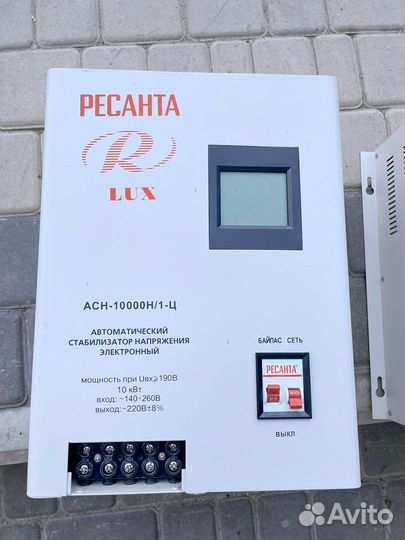 РЕСАНТА
R
LUX
АСН-10000Н/1-Ц
АВТОМАТИЧЕСКИЙ
СТАБИЛИЗАТОР НАПРЯЖЕНИЯ
ЭЛЕКТРОННЫЙ
мощность при Uвх⩾190В
10 кВт
вход: ~140-260В
выход:~220В±8%
БАЙПАС СЕТЬ
РЕСАНТА
ВЫКЛ
Avito